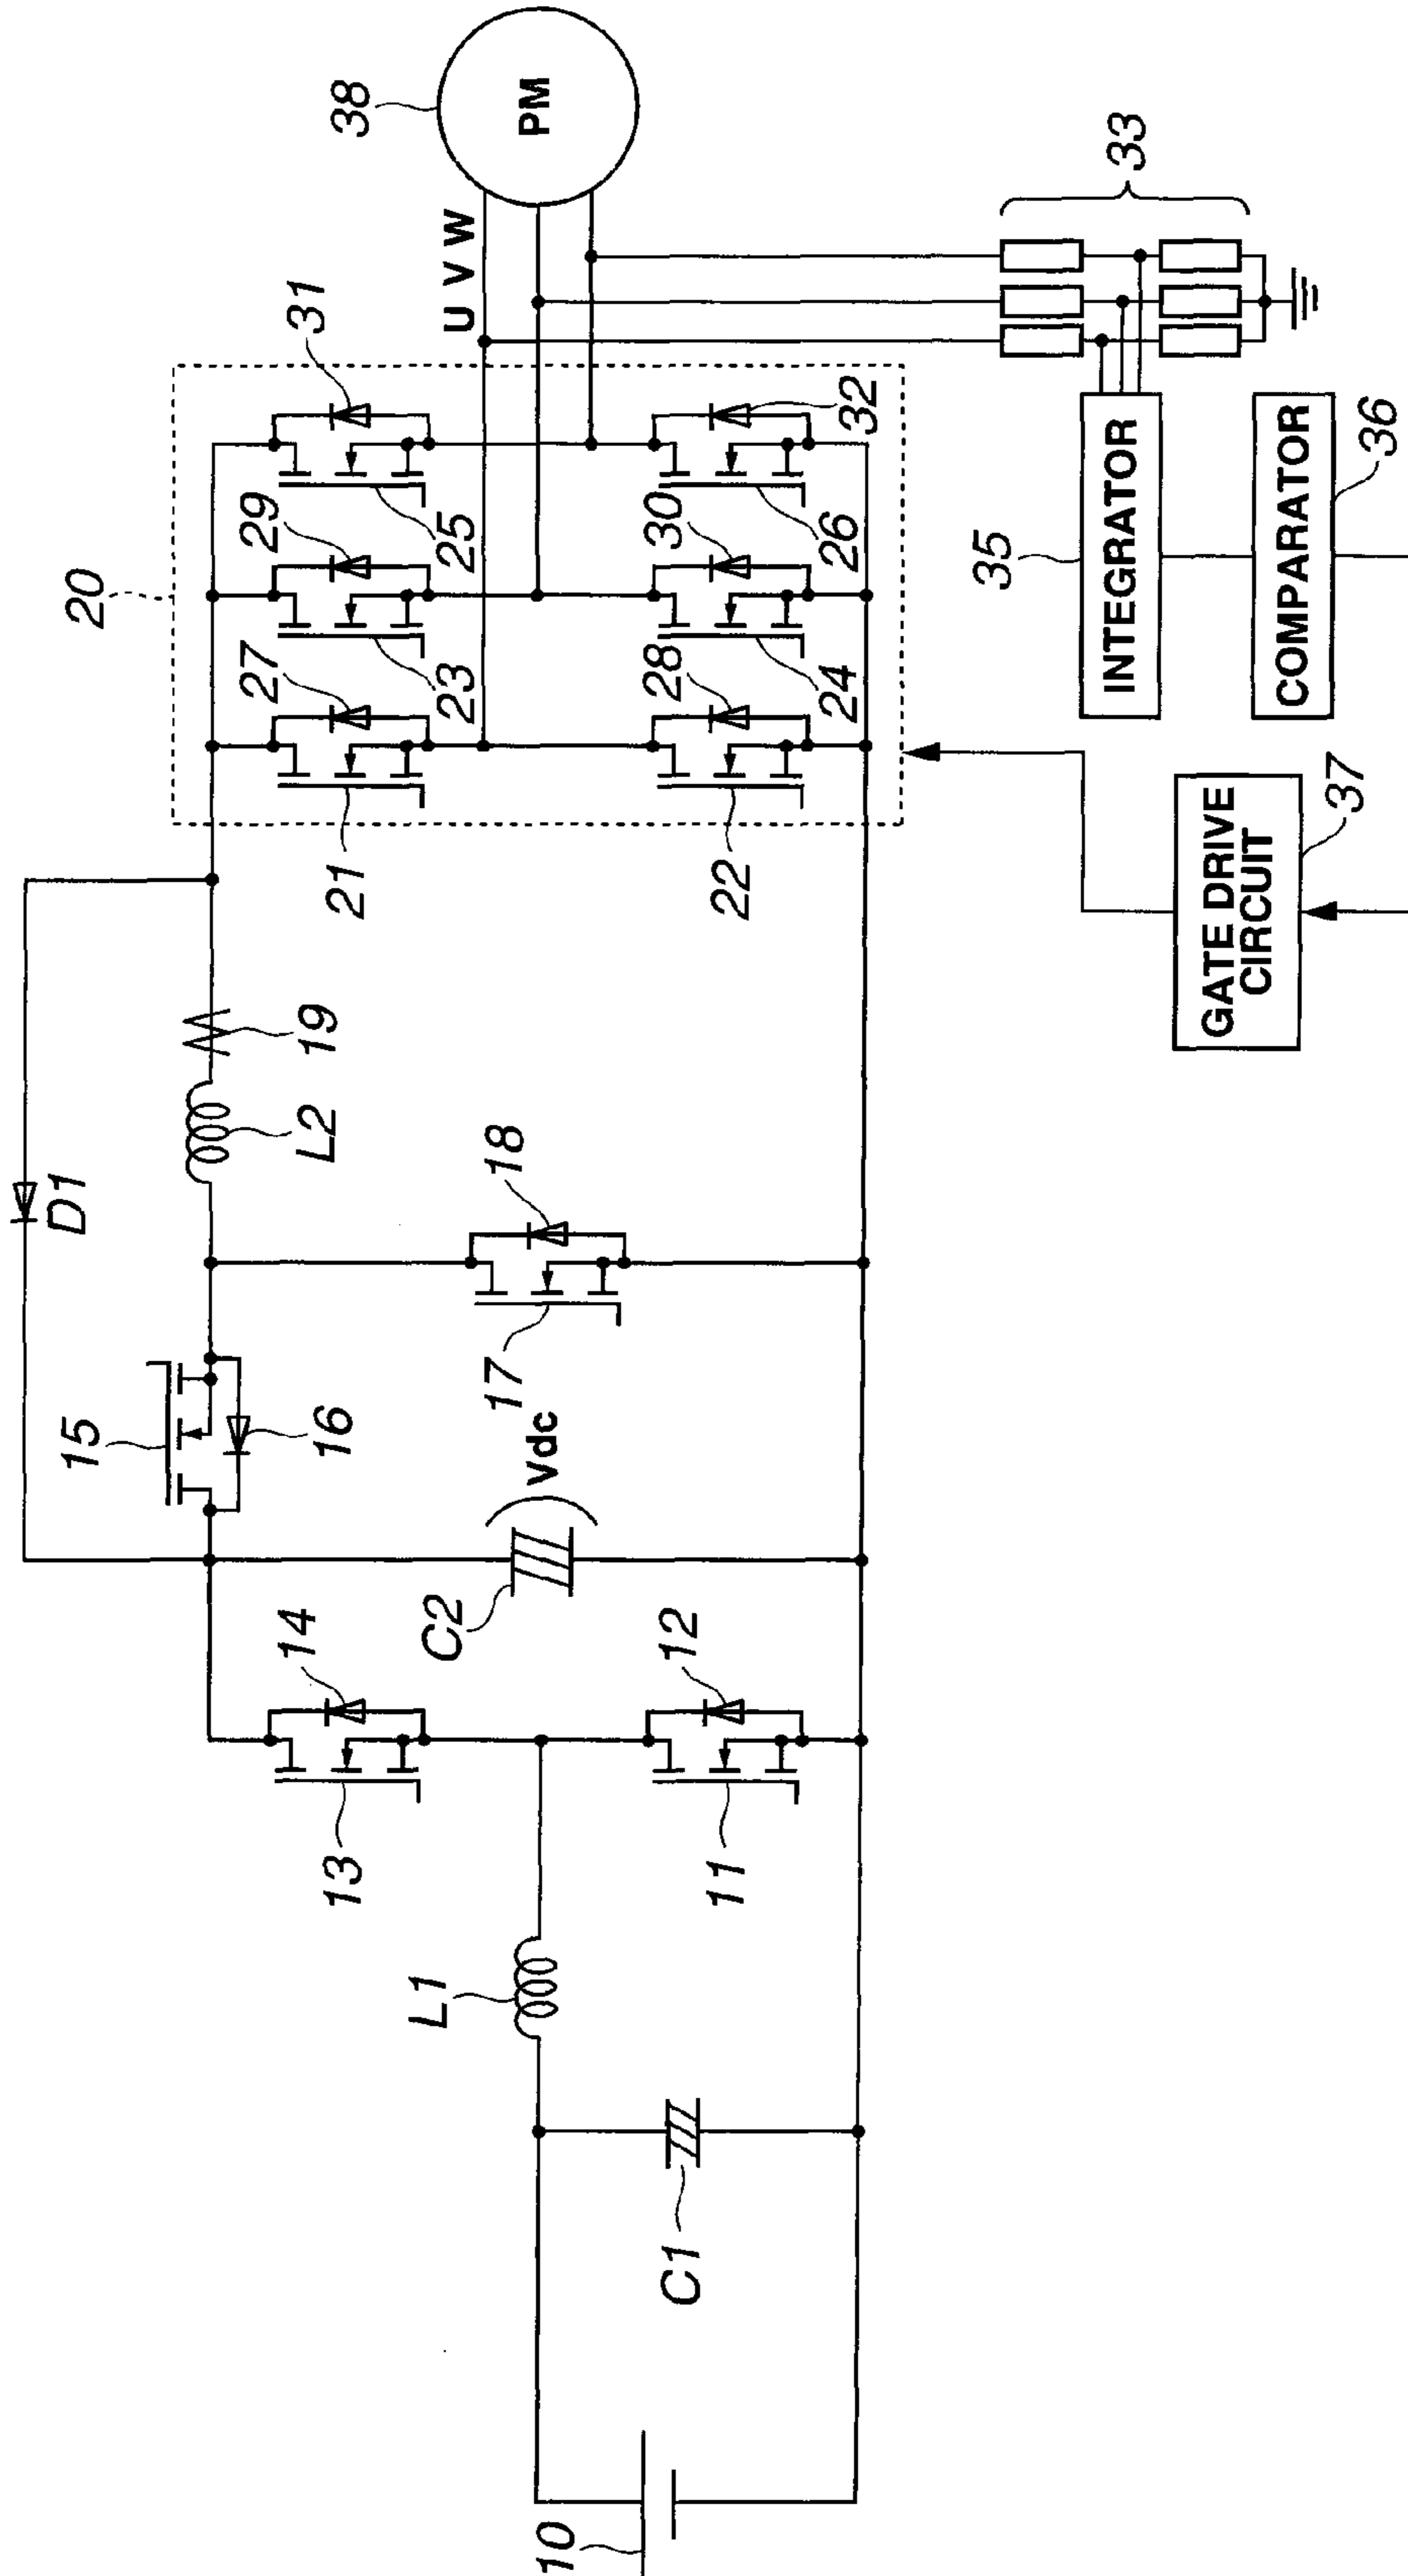 10
C1
L1
13
14
11
12
C2
Vdc
15
16
17
18
D1
L2
19
20
21
22
27
28
23
24
29
30
25
26
31
32
U V W
38
PM
33
35
INTEGRATOR
36
COMPARATOR
37
GATE DRIVE
CIRCUIT